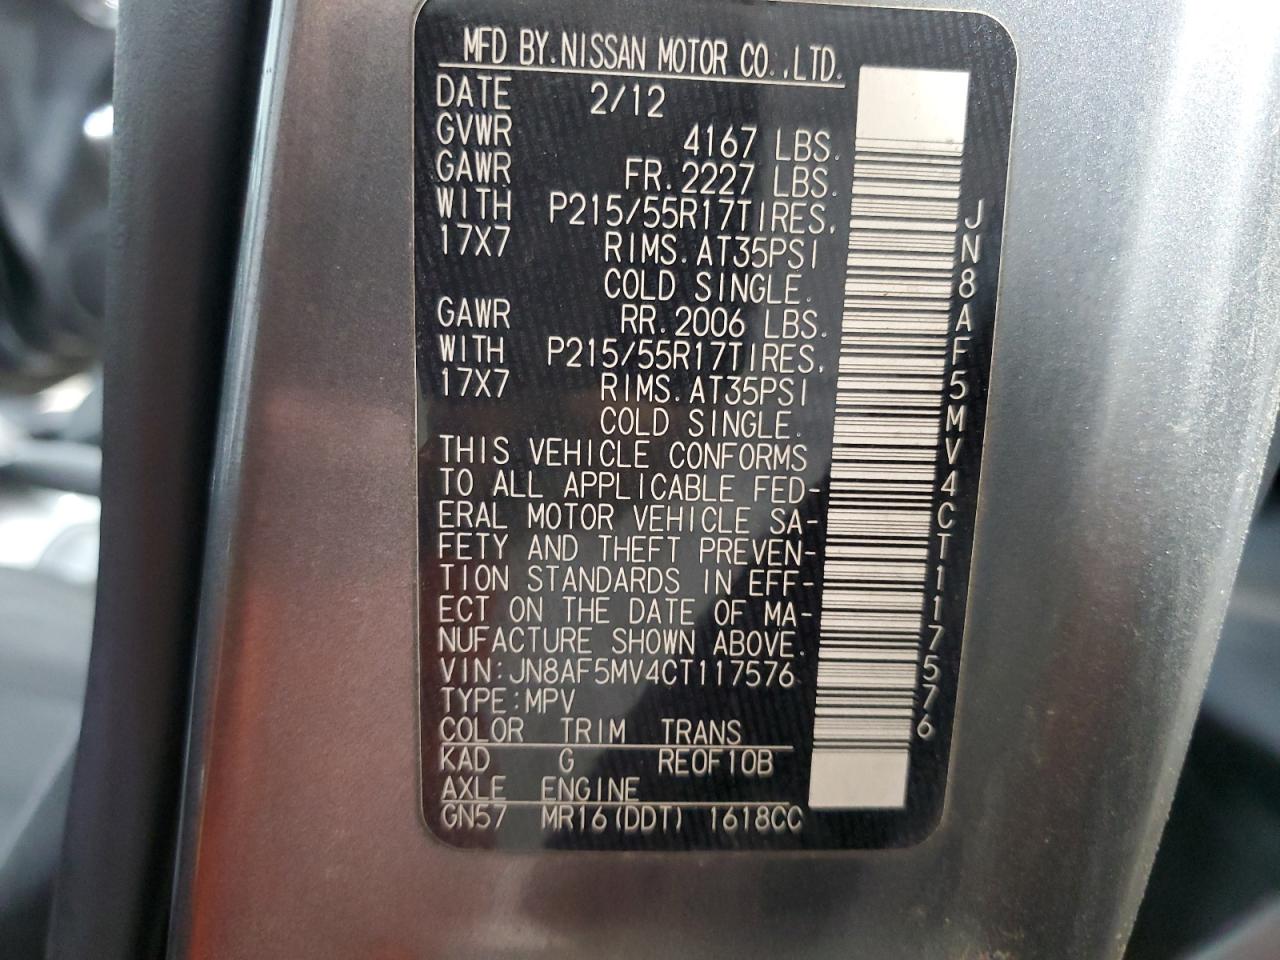 MFD BY.NISSAN MOTOR CO.,LTD.
DATE 2/12
GVWR 4167 LBS.
GAWR FR.2227 LBS.
WITH P215/55R17TIRES,
17X7 RIMS.AT35PSI
COLD SINGLE.
GAWR RR.2006 LBS.
WITH P215/55R17TIRES,
17X7 RIMS.AT35PSI
COLD SINGLE.
THIS VEHICLE CONFORMS
TO ALL APPLICABLE FED-
ERAL MOTOR VEHICLE SA-
FETY AND THEFT PREVEN-
TION STANDARDS IN EFF-
ECT ON THE DATE OF MA-
NUFACTURE SHOWN ABOVE.
VIN:JN8AF5MV4CT117576
TYPE:MPV
COLOR TRIM TRANS
KAD G RE0F10B
AXLE ENGINE
GN57 MR16(DDT) 1618CC
JN8AF5MV4CT117576